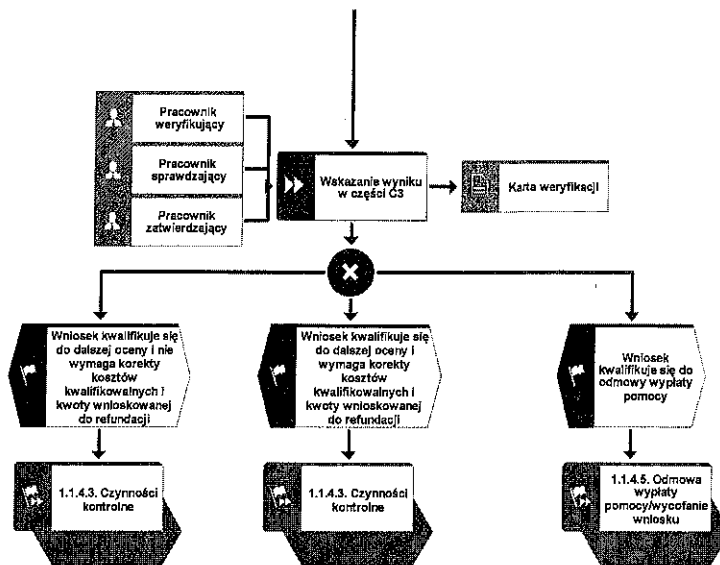 Pracownik
weryfikujący
Pracownik
sprawdzający
Pracownik
zatwierdzający
Wskazanie wyniku
w części C3
Karta weryfikacji
Wniosek kwalifikuje się
do dalszej oceny i nie
wymaga korekty
kosztów
kwalifikowalnych i
kwoty wnioskowanej
do refundacji
Wniosek kwalifikuje się
do dalszej oceny i
wymaga korekty
kosztów
kwalifikowalnych i
kwoty wnioskowanej
do refundacji
Wniosek
kwalifikuje się do
odmowy wypłaty
pomocy
1.1.4.3. Czynności
kontrolne
1.1.4.3. Czynności
kontrolne
1.1.4.5. Odmowa
wypłaty
pomocy/wycofanie
wniosku